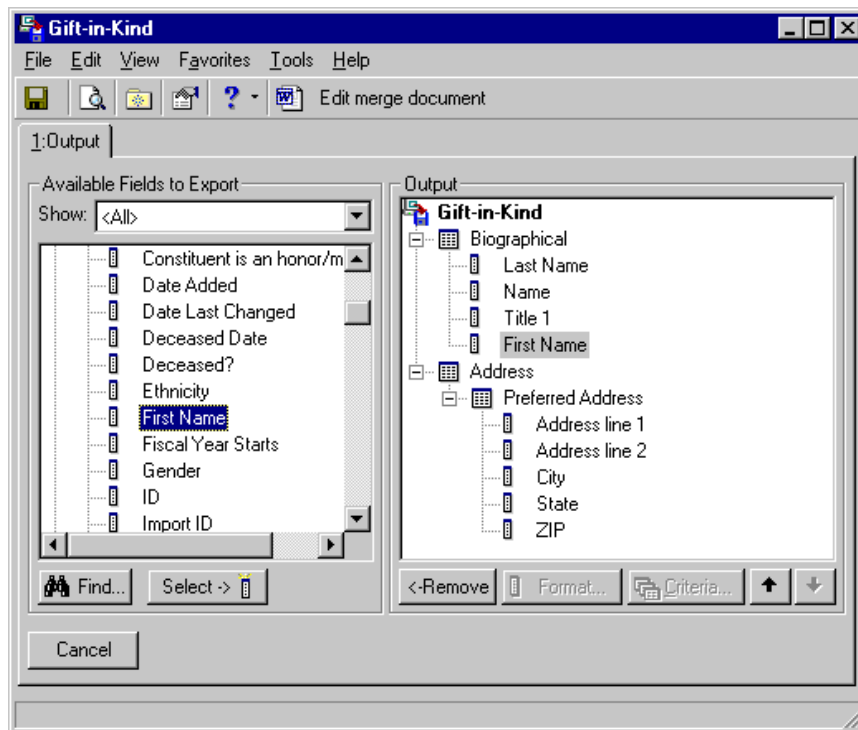 Gift-in-Kind
File Edit View Favorites Tools Help
? Edit merge document
1:Output
Available Fields to Export
Show: <All>
Constituent is an honor/m
Date Added
Date Last Changed
Deceased Date
Deceased?
Ethnicity
First Name
Fiscal Year Starts
Gender
ID
Import ID
Find...
Select ->
Output
Gift-in-Kind
Biographical
Last Name
Name
Title 1
First Name
Address
Preferred Address
Address line 1
Address line 2
City
State
ZIP
<-Remove Format... Criteria...
Cancel